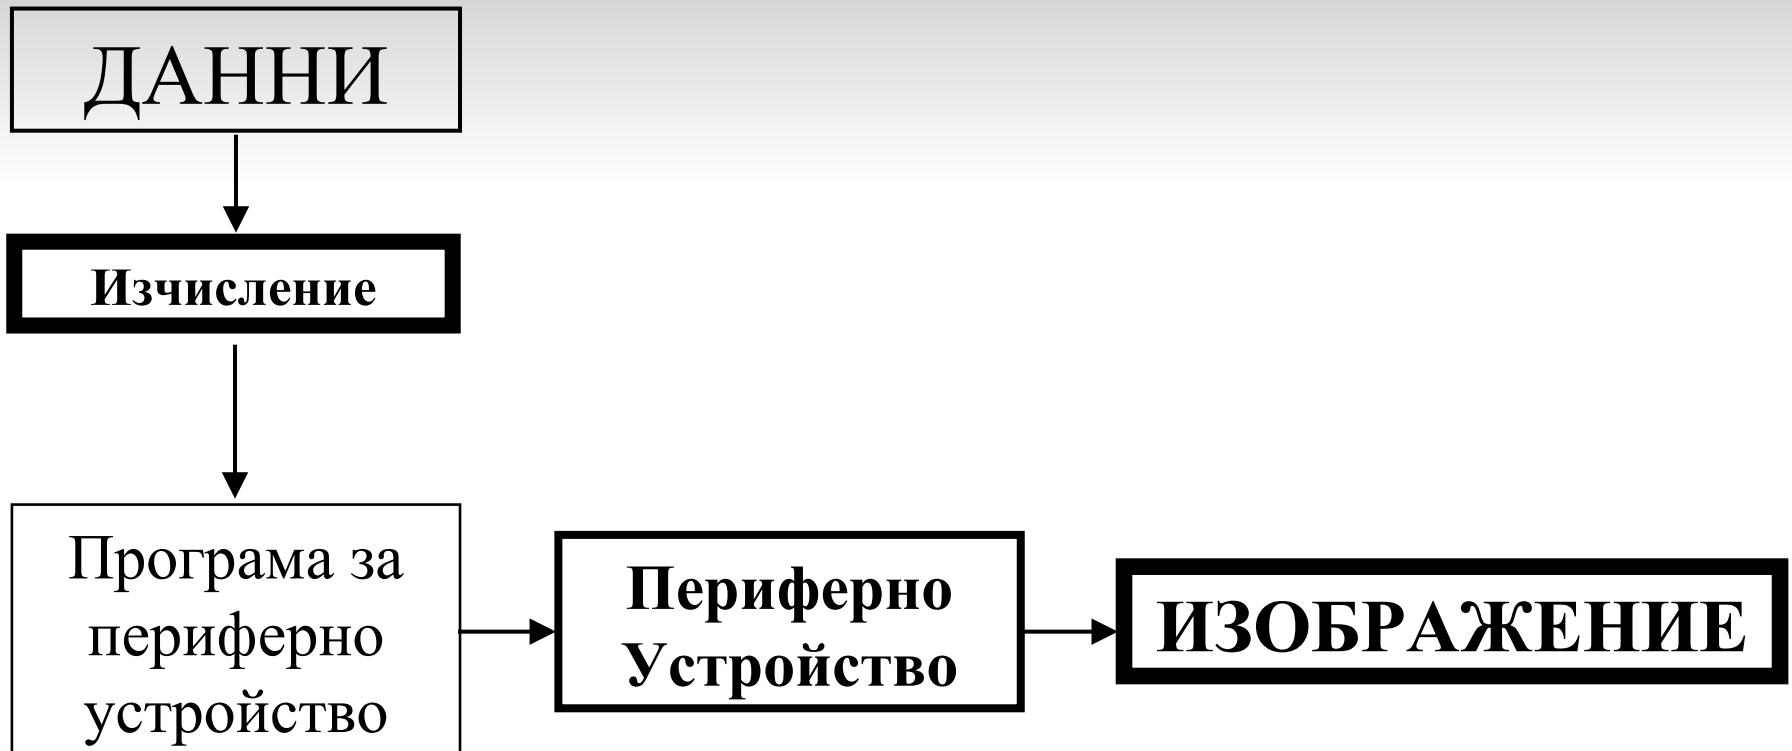 ДАННИ
Изчисление
Програма за
периферно
устройство
Периферно
Устройство
ИЗОБРАЖЕНИЕ